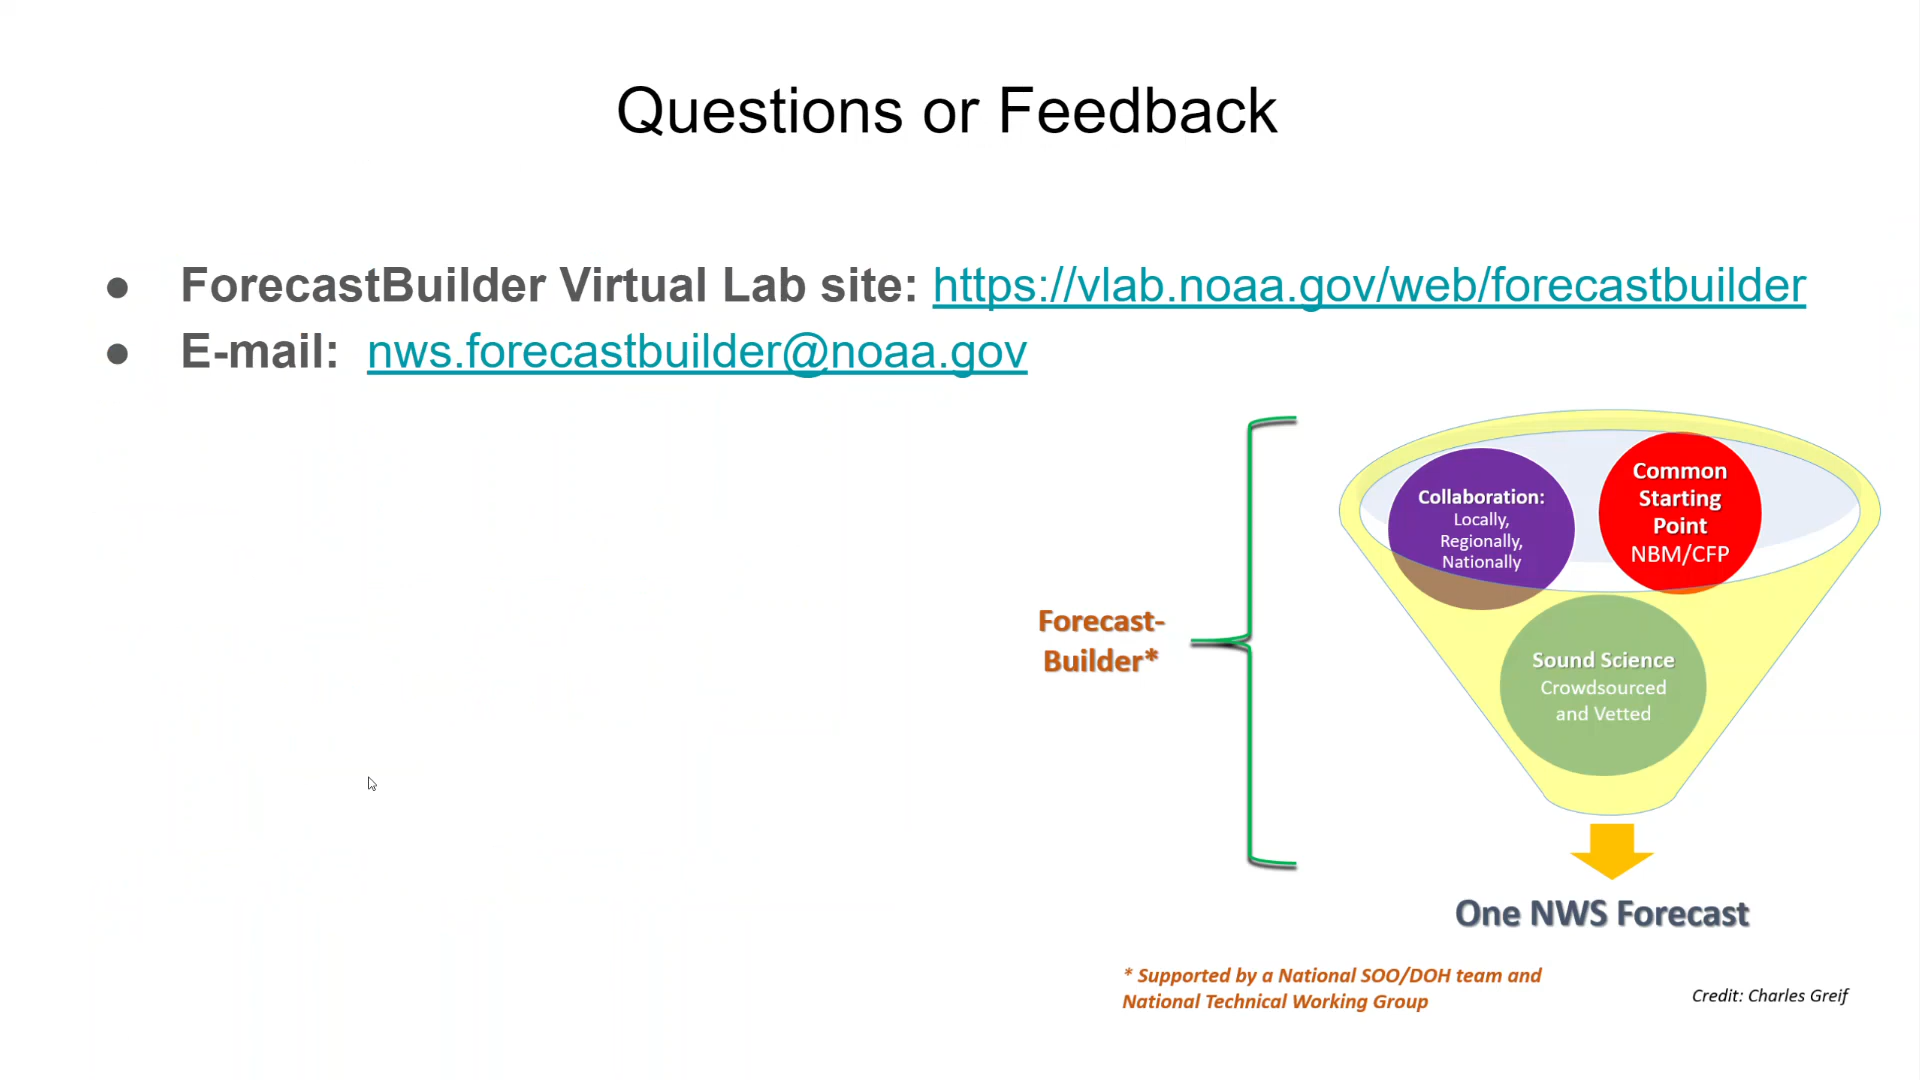 Questions or Feedback
● ForecastBuilder Virtual Lab site: https://vlab.noaa.gov/web/forecastbuilder
● E-mail: nws.forecastbuilder@noaa.gov
Collaboration:
Locally,
Regionally,
Nationally
Common
Starting
Point
NBM/CFP
Forecast-
Builder*
Sound Science
Crowdsourced
and Vetted
One NWS Forecast
* Supported by a National SOO/DOH team and
National Technical Working Group
Credit: Charles Greif